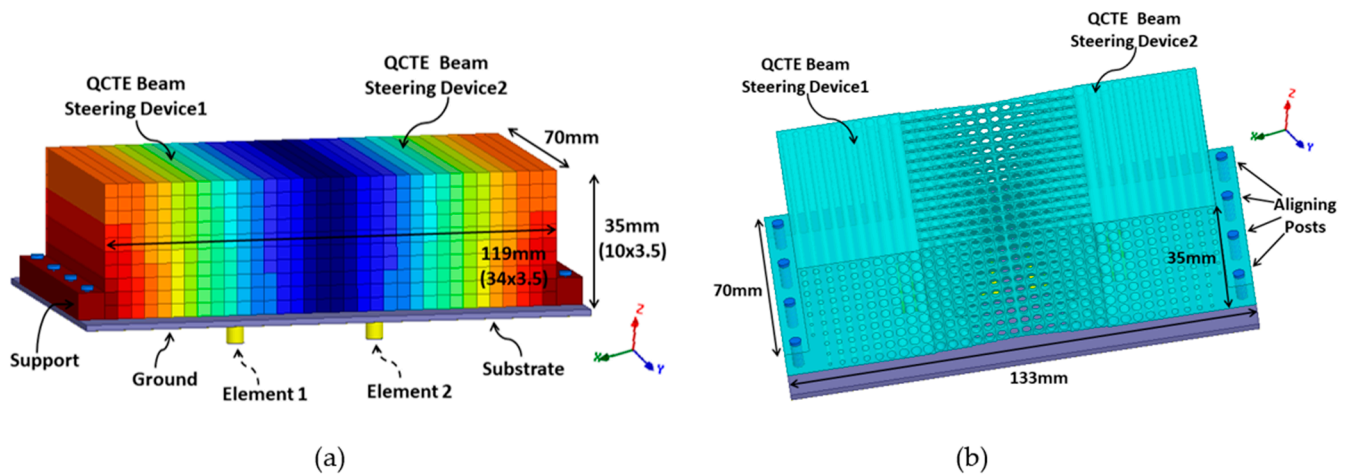 QCTE Beam
Steering Device1
QCTE Beam
Steering Device2
70mm
35mm
(10x3.5)
119mm
(34x3.5)
Support
Ground
Element 1
Element 2
Substrate
Z
X
Y
(a)
QCTE Beam
Steering Device1
QCTE Beam
Steering Device2
Z
X
Y
Aligning
Posts
35mm
70mm
133mm
(b)